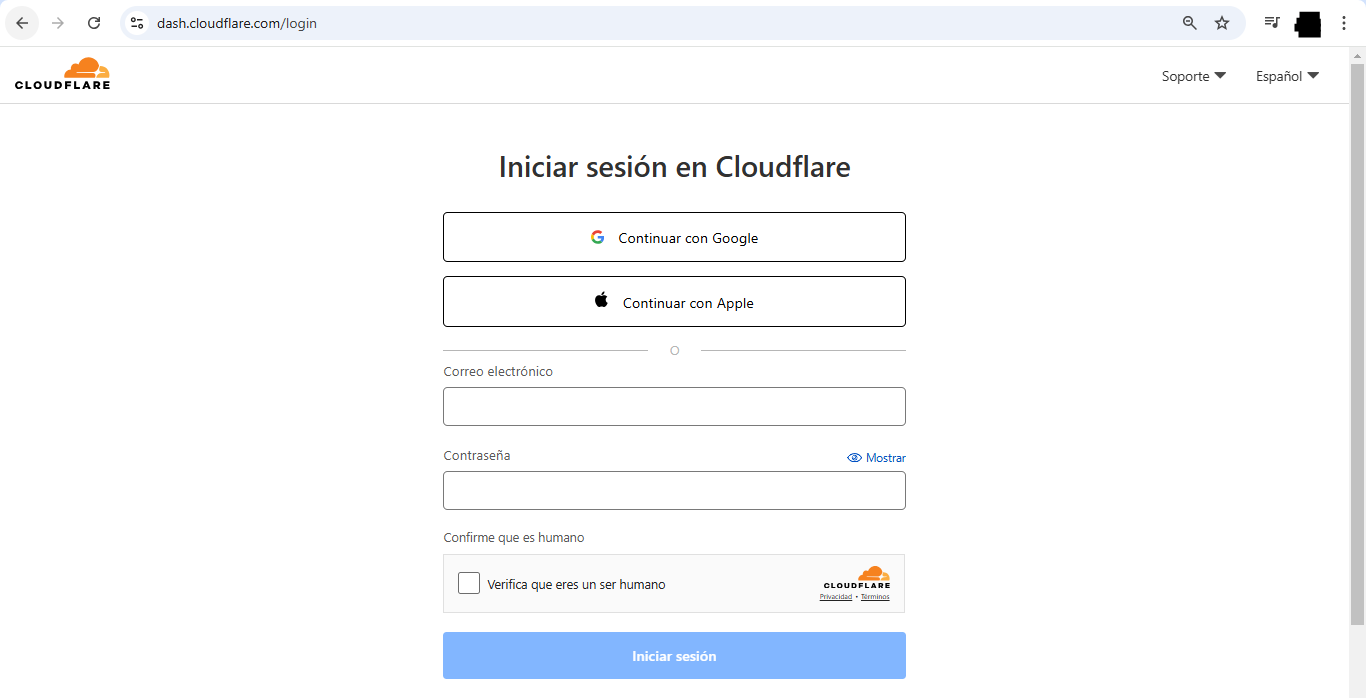 dash.cloudflare.com/login
CLOUDFLARE
Soporte
Español
Iniciar sesión en Cloudflare
Continuar con Google
Continuar con Apple
O
Correo electrónico
Contraseña
Mostrar
Confirme que es humano
Verifica que eres un ser humano
CLOUDFLARE
Privacidad • Términos
Iniciar sesión